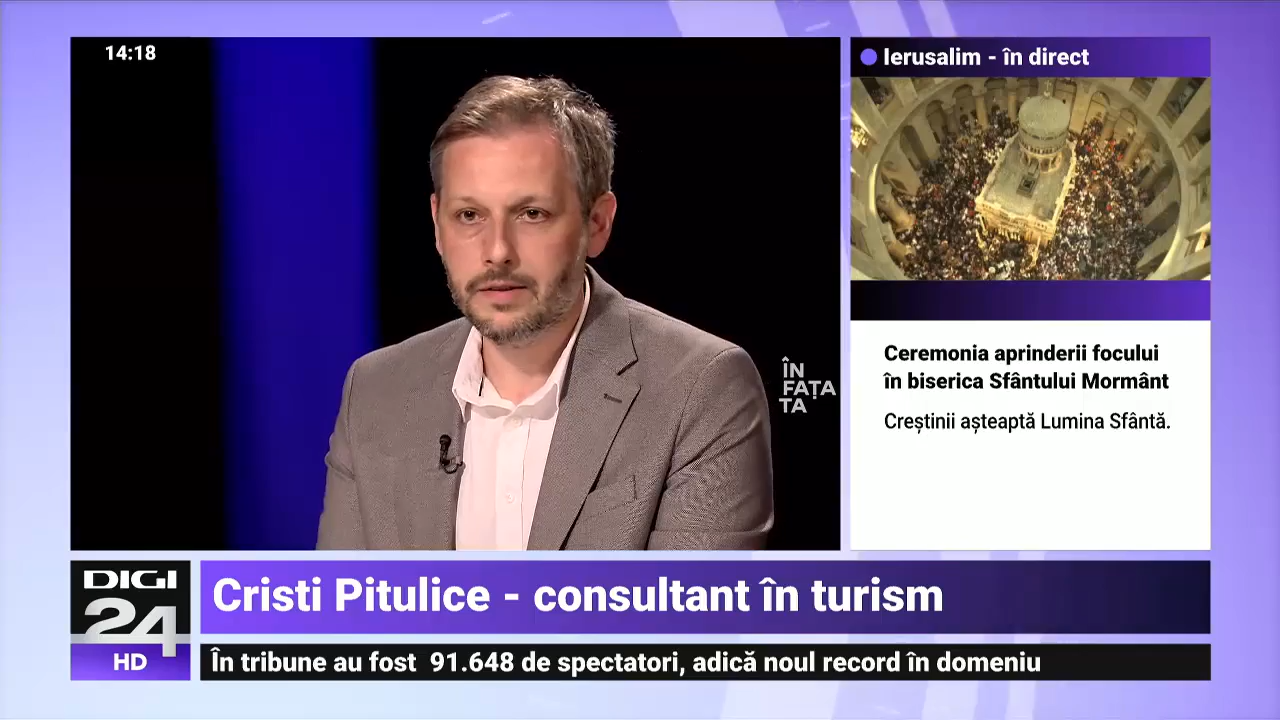 14:18
ÎN
FAȚA
TA
Ierusalim - în direct
Ceremonia aprinderii focului
în biserica Sfântului Mormânt
Creștinii așteaptă Lumina Sfântă.
DIGI
24
HD
Cristi Pitulice - consultant în turism
În tribune au fost 91.648 de spectatori, adică noul record în domeniu